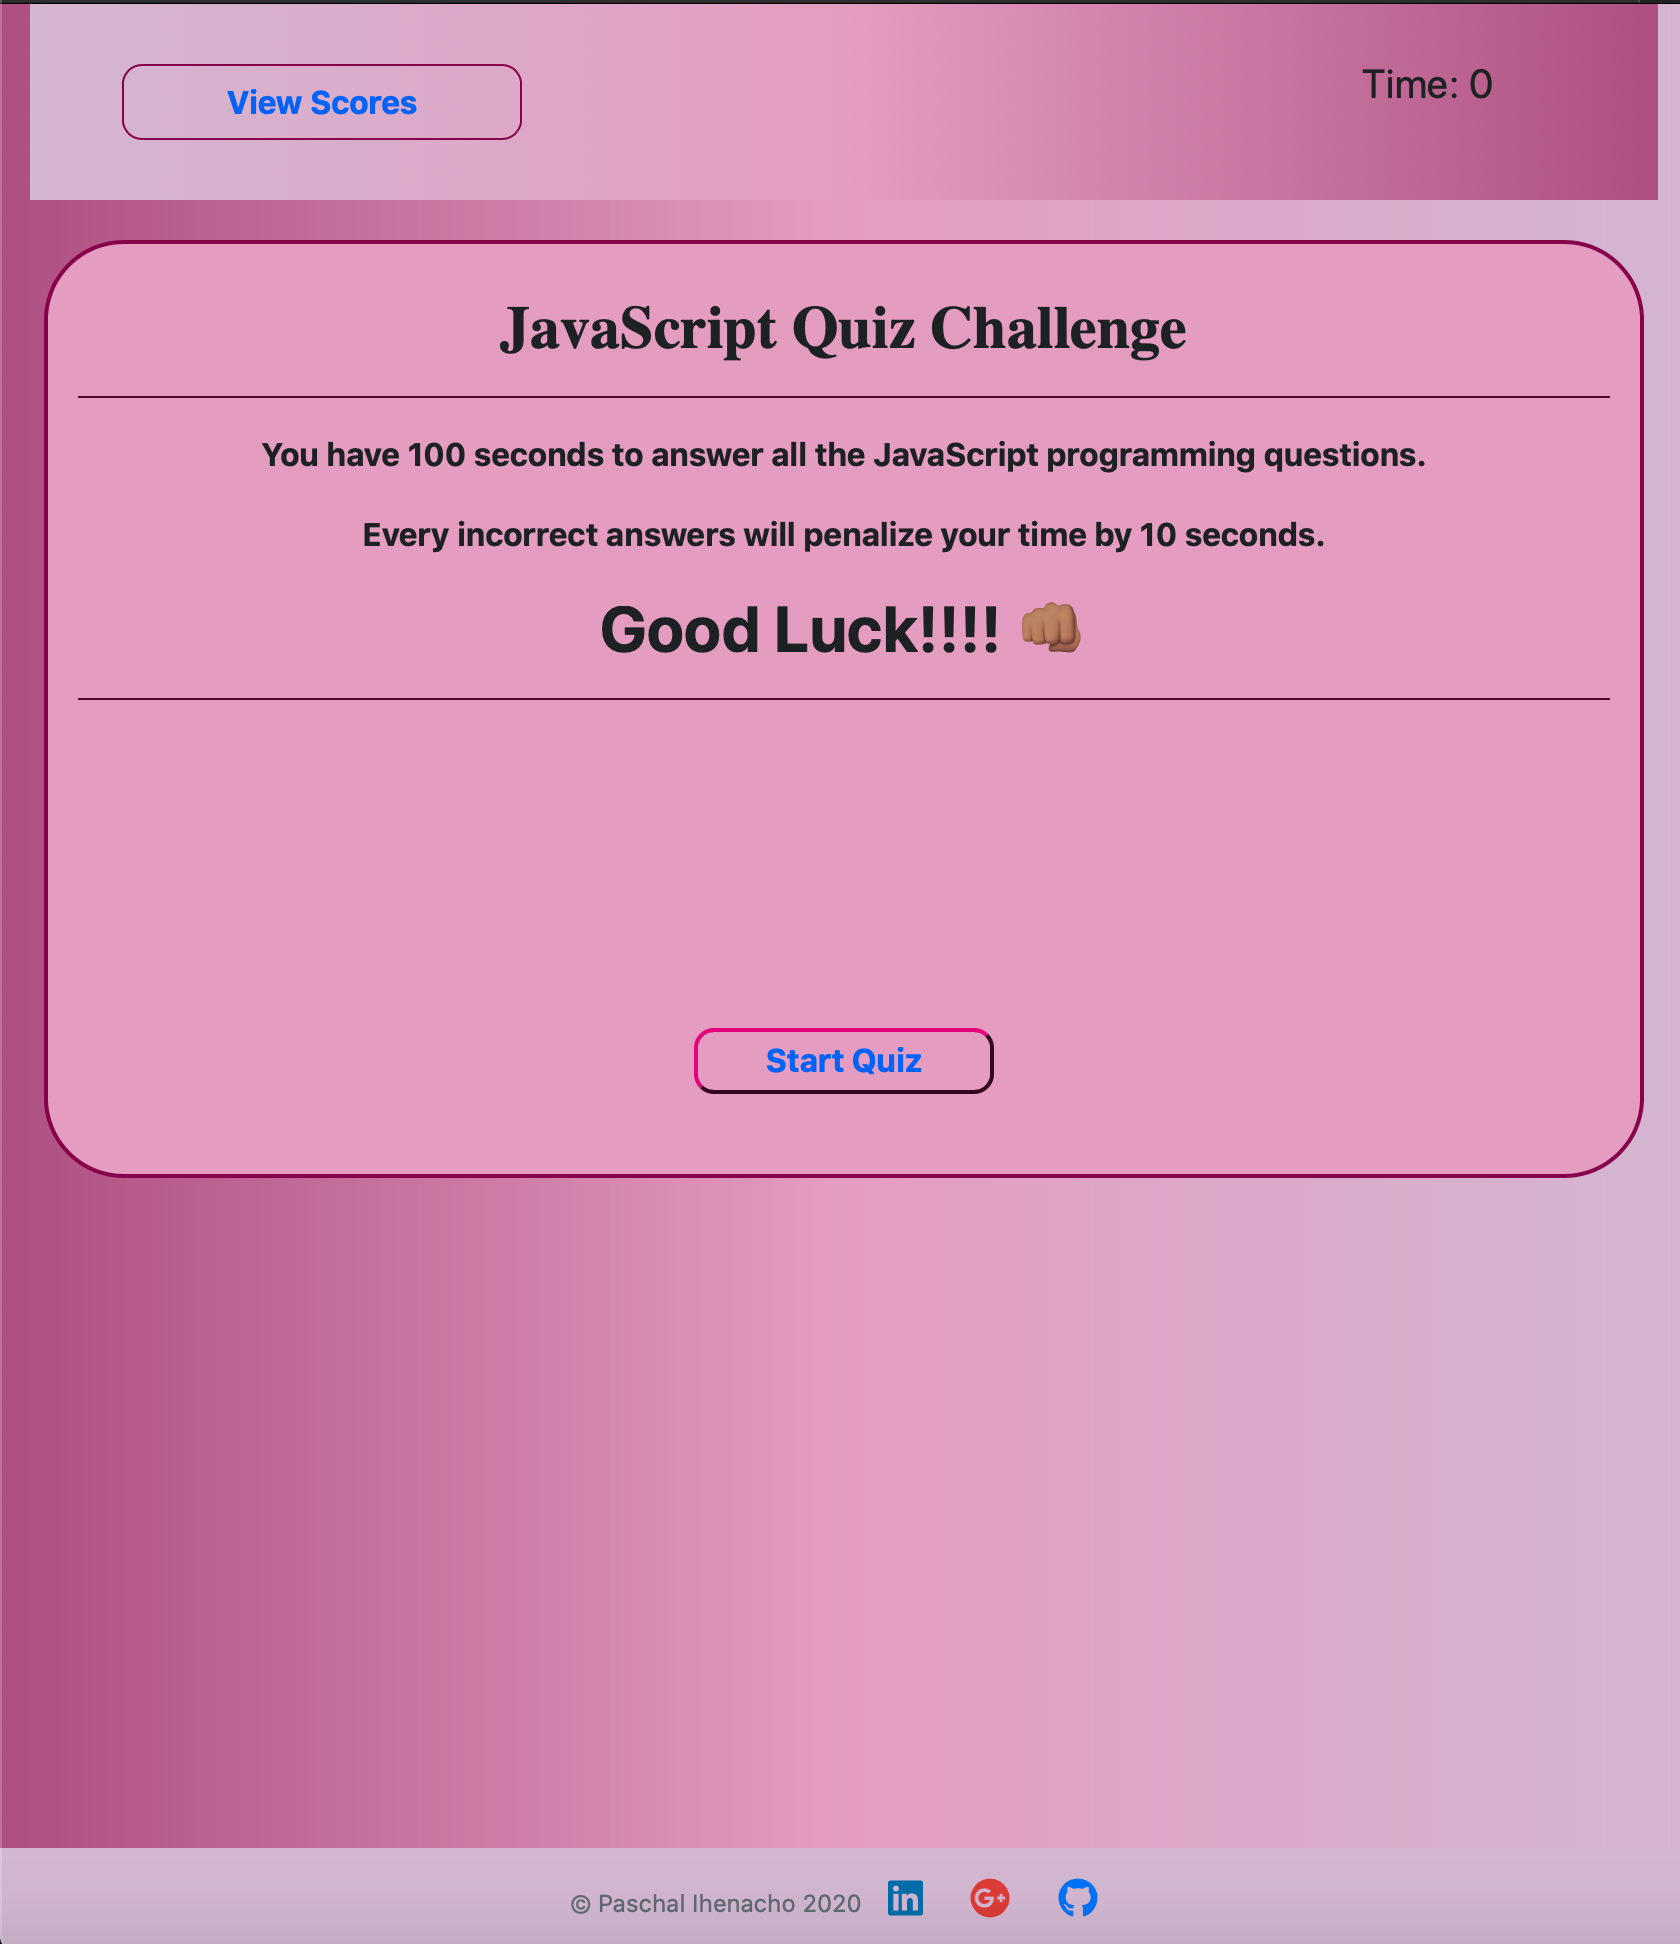 View Scores
Time: 0
JavaScript Quiz Challenge
You have 100 seconds to answer all the JavaScript programming questions.
Every incorrect answers will penalize your time by 10 seconds.
Good Luck!!!! 👊🏽
Start Quiz
© Paschal Ihenacho 2020 in G+